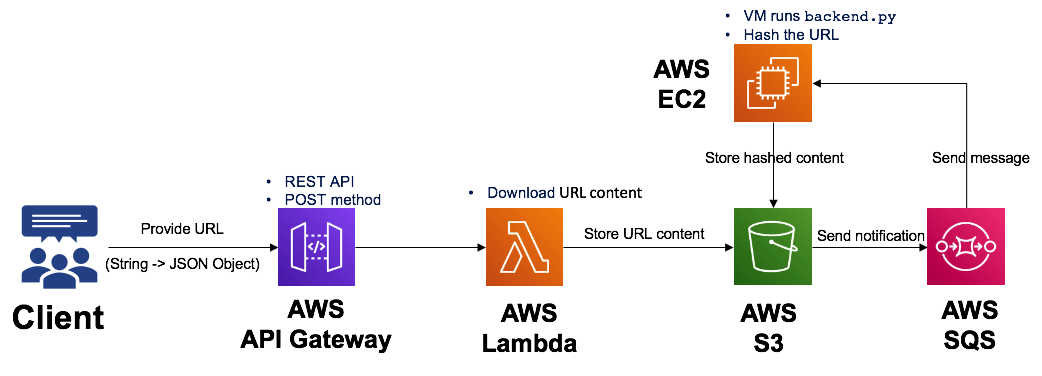 • VM runs backend.py
• Hash the URL
AWS
EC2
Store hashed content
Send message
• REST API
• POST method
• Download URL content
Provide URL
(String -> JSON Object)
Store URL content
Send notification
Client
AWS
API Gateway
AWS
Lambda
AWS
S3
AWS
SQS